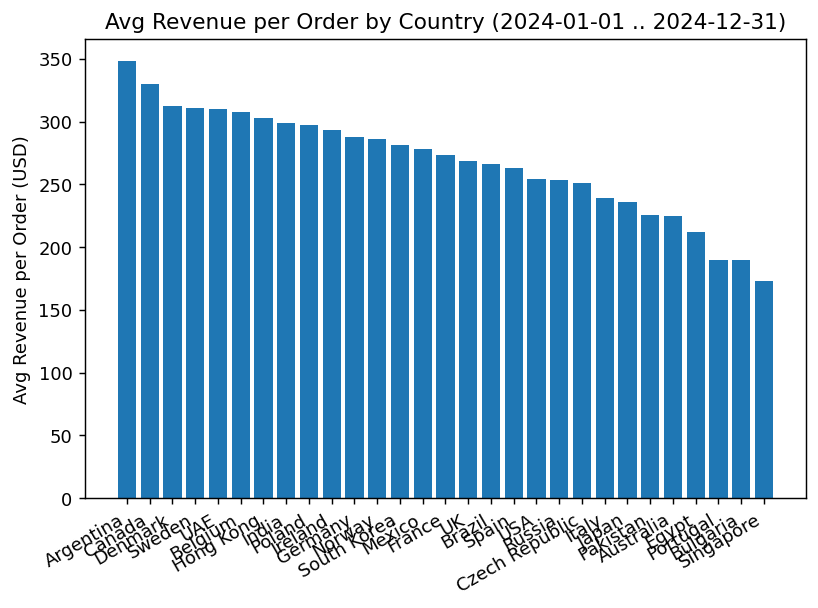 Avg Revenue per Order by Country (2024-01-01 .. 2024-12-31)
Avg Revenue per Order (USD)
350
300
250
200
150
100
50
0
Argentina
Canada
Denmark
Sweden
UAE
Belgium
Hong Kong
India
Poland
Ireland
Germany
Norway
South Korea
Mexico
France
UK
Brazil
Spain
USA
Russia
Czech Republic
Italy
Japan
Pakistan
Australia
Egypt
Portugal
Bulgaria
Singapore